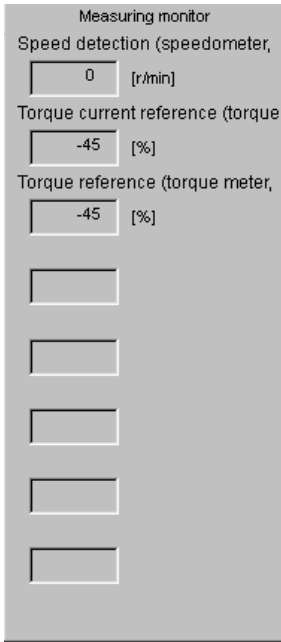 Measuring monitor
Speed detection (speedometer,
0 [r/min]
Torque current reference (torque
-45 [%]
Torque reference (torque meter,
-45 [%]